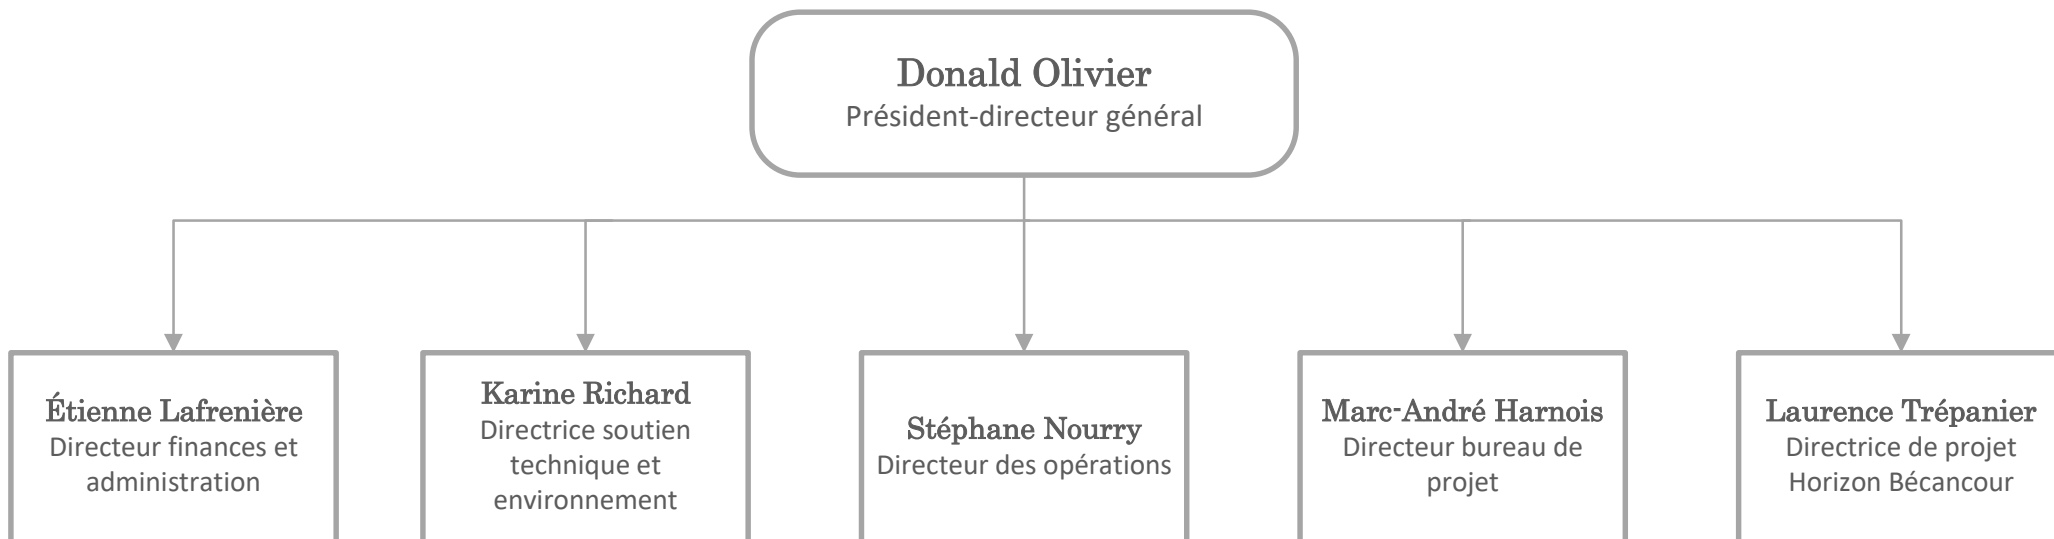 Donald Olivier
Président-directeur général
Étienne Lafrenière
Directeur finances et
administration
Karine Richard
Directrice soutien
technique et
environnement
Stéphane Nourry
Directeur des opérations
Marc-André Harnois
Directeur bureau de
projet
Laurence Trépanier
Directrice de projet
Horizon Bécancour